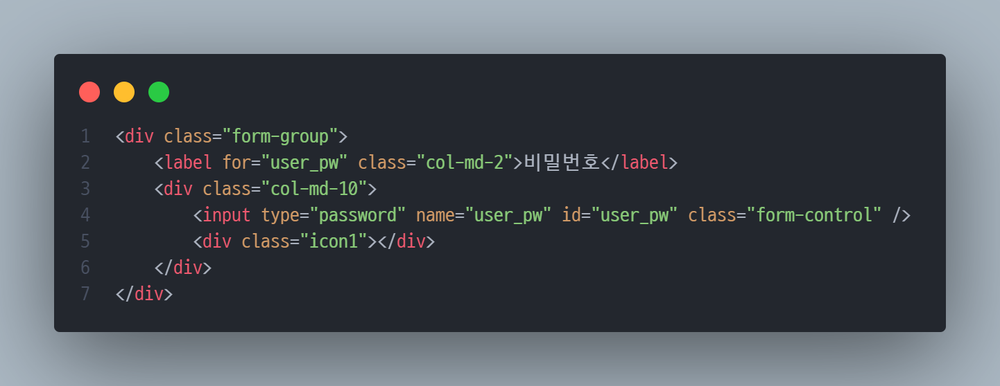 1 <div class="form-group">
2     <label for="user_pw" class="col-md-2">비밀번호</label>
3     <div class="col-md-10">
4         <input type="password" name="user_pw" id="user_pw" class="form-control" />
5         <div class="icon1"></div>
6     </div>
7 </div>